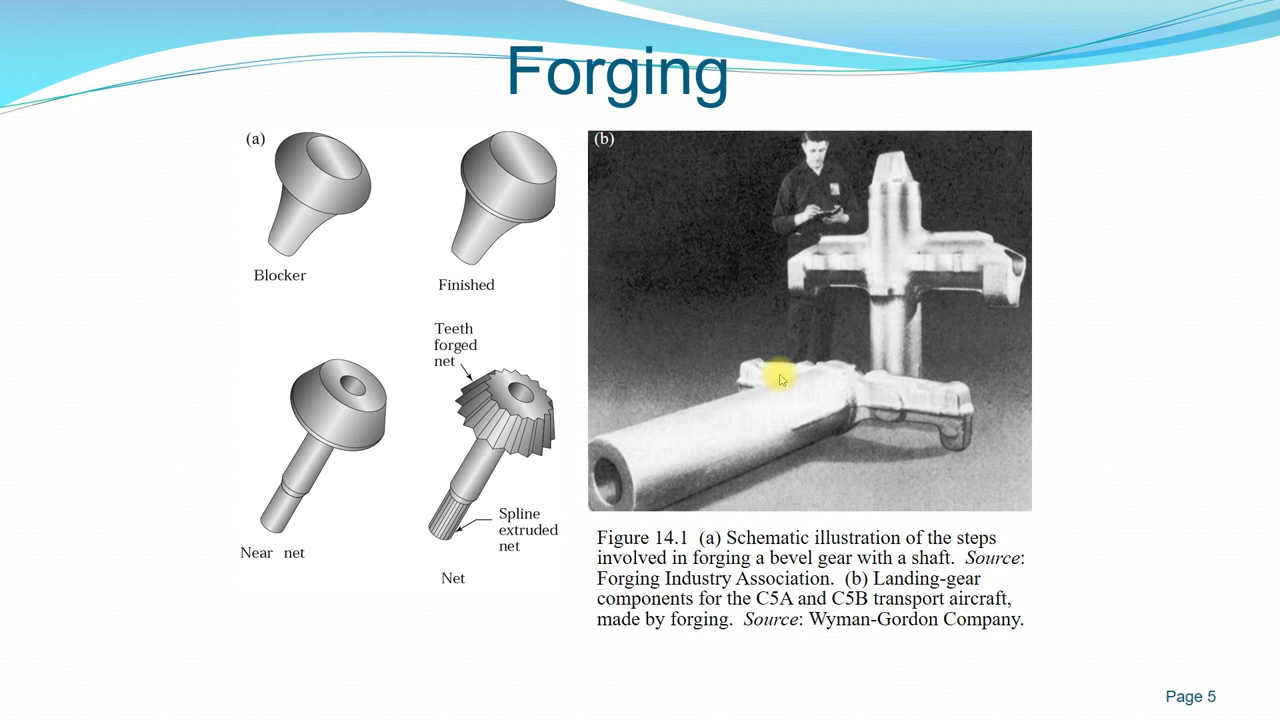 Forging
(a)
Blocker
Finished
Teeth
forged
net
Near net
Spline
extruded
net
Net
(b)
Figure 14.1 (a) Schematic illustration of the steps
involved in forging a bevel gear with a shaft. Source:
Forging Industry Association. (b) Landing-gear
components for the C5A and C5B transport aircraft,
made by forging. Source: Wyman-Gordon Company.
Page 5